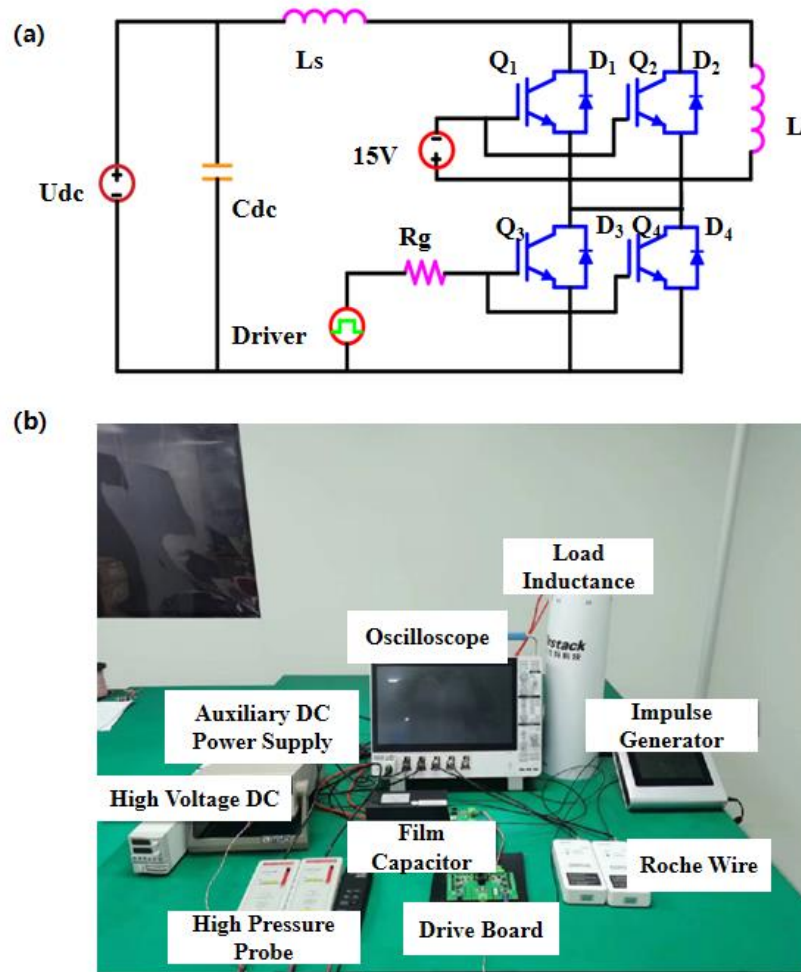 (a)
Ls
Q1
D1
Q2
D2
L
15V
Udc
Cdc
Rg
Q3
D3
Q4
D4
Driver
(b)
Load
Inductance
Oscilloscope
Auxiliary DC
Power Supply
Impulse
Generator
High Voltage DC
Film
Capacitor
Roche Wire
High Pressure
Probe
Drive Board